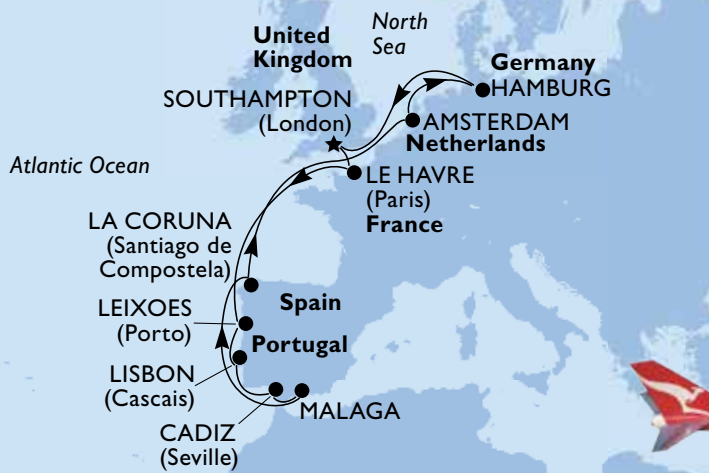 North
Sea
United
Kingdom
Germany
HAMBURG
SOUTHAMPTON
(London)
AMSTERDAM
Netherlands
Atlantic Ocean
LE HAVRE
(Paris)
France
LA CORUNA
(Santiago de
Compostela)
Spain
LEIXOES
(Porto)
Portugal
LISBON
(Cascais)
MALAGA
CADIZ
(Seville)